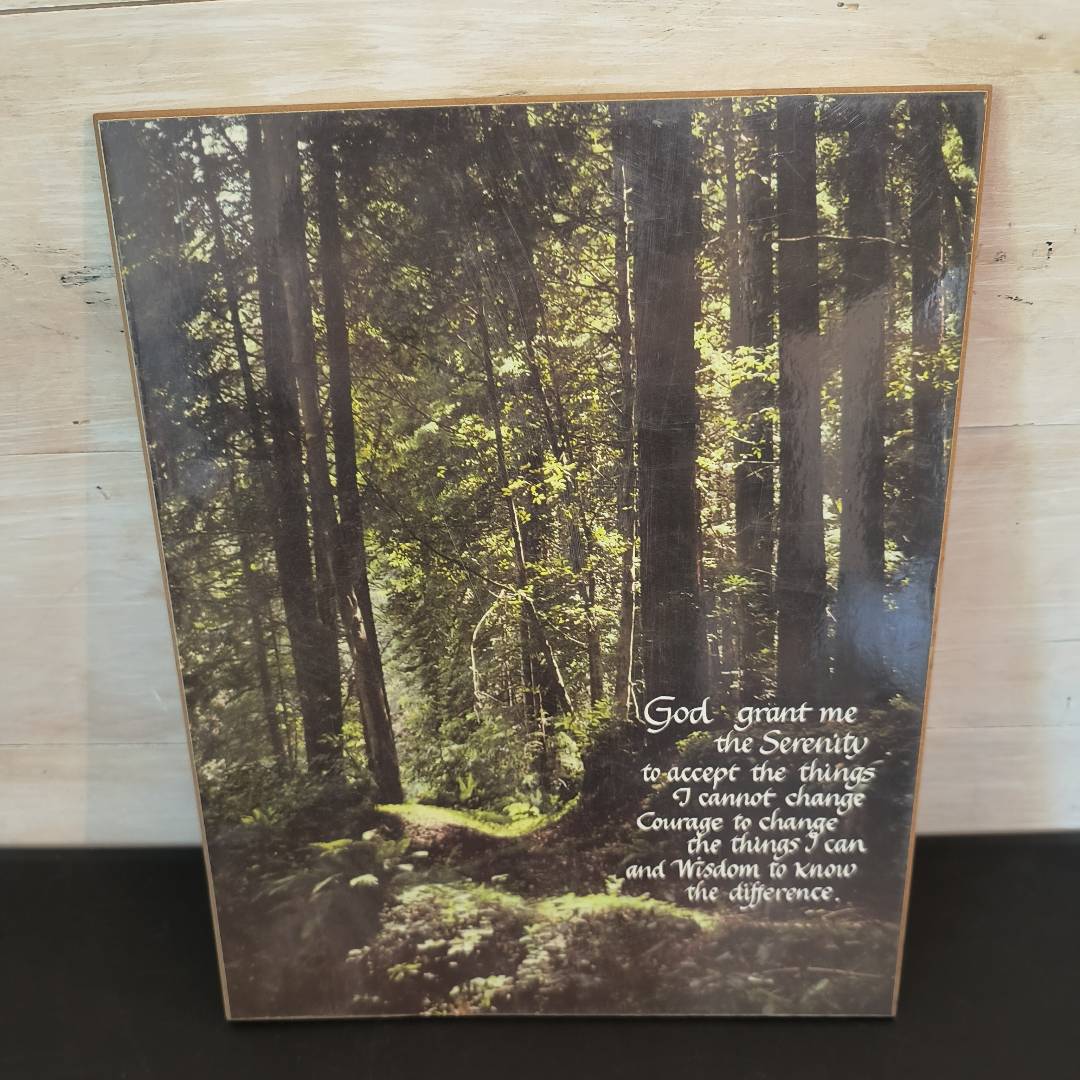 God grant me
the Serenity
to accept the things
I cannot change
Courage to change
the things I can
and Wisdom to know
the difference.